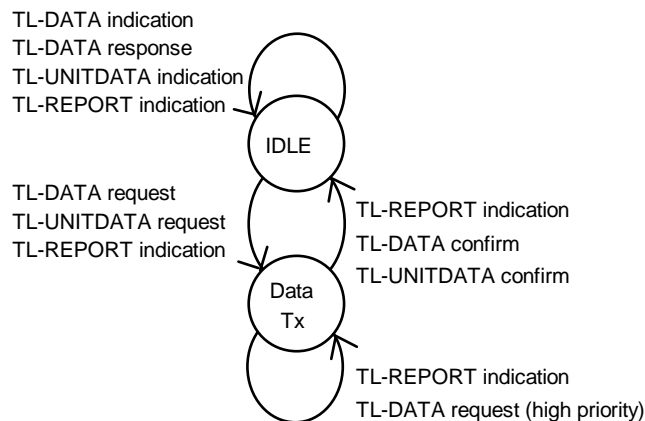 TL-DATA indication
TL-DATA response
TL-UNITDATA indication
TL-REPORT indication
IDLE
TL-DATA request
TL-UNITDATA request
TL-REPORT indication
TL-REPORT indication
TL-DATA confirm
TL-UNITDATA confirm
Data
Tx
TL-REPORT indication
TL-DATA request (high priority)